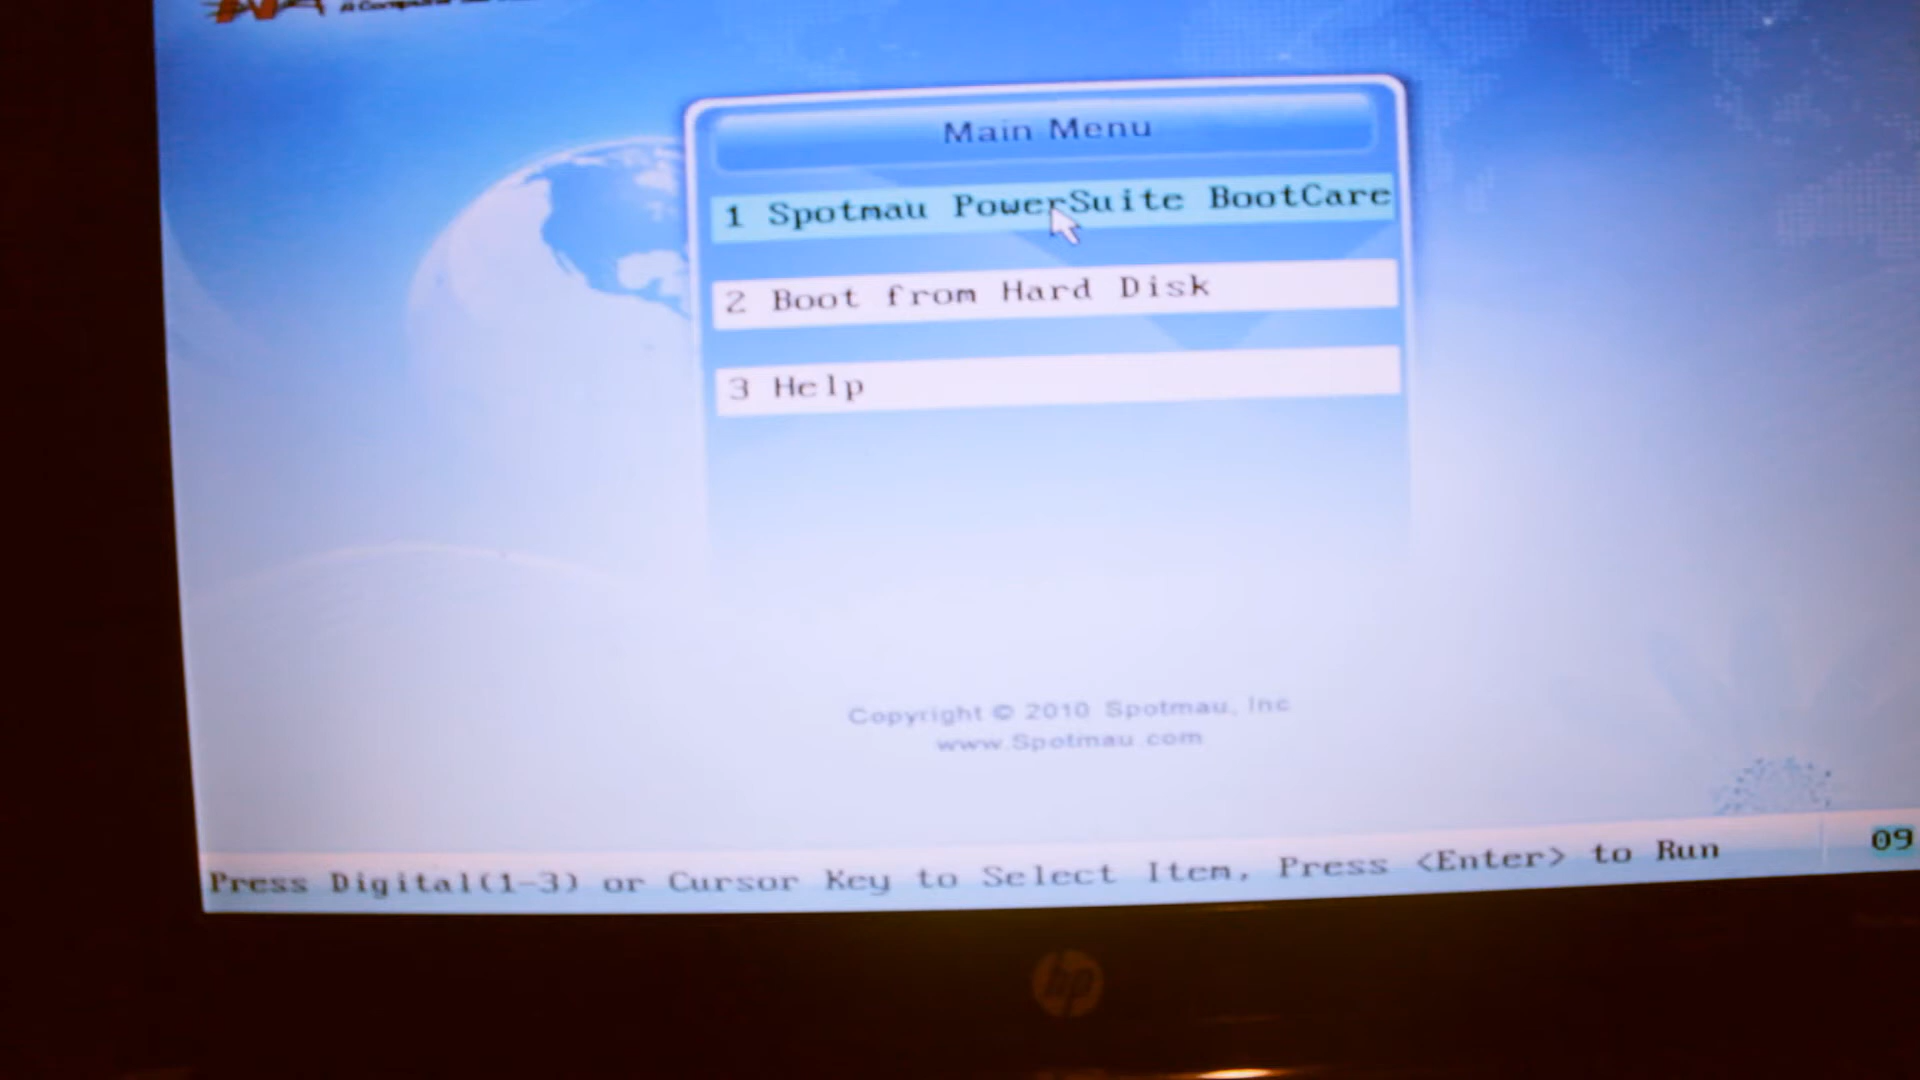 Main Menu
1 Spotmau PowerSuite BootCare
2 Boot from Hard Disk
3 Help
Copyright © 2010 Spotmau, Inc
www.Spotmau.com
Press Digital(1-3) or Cursor Key to Select Item, Press <Enter> to Run 09
hp